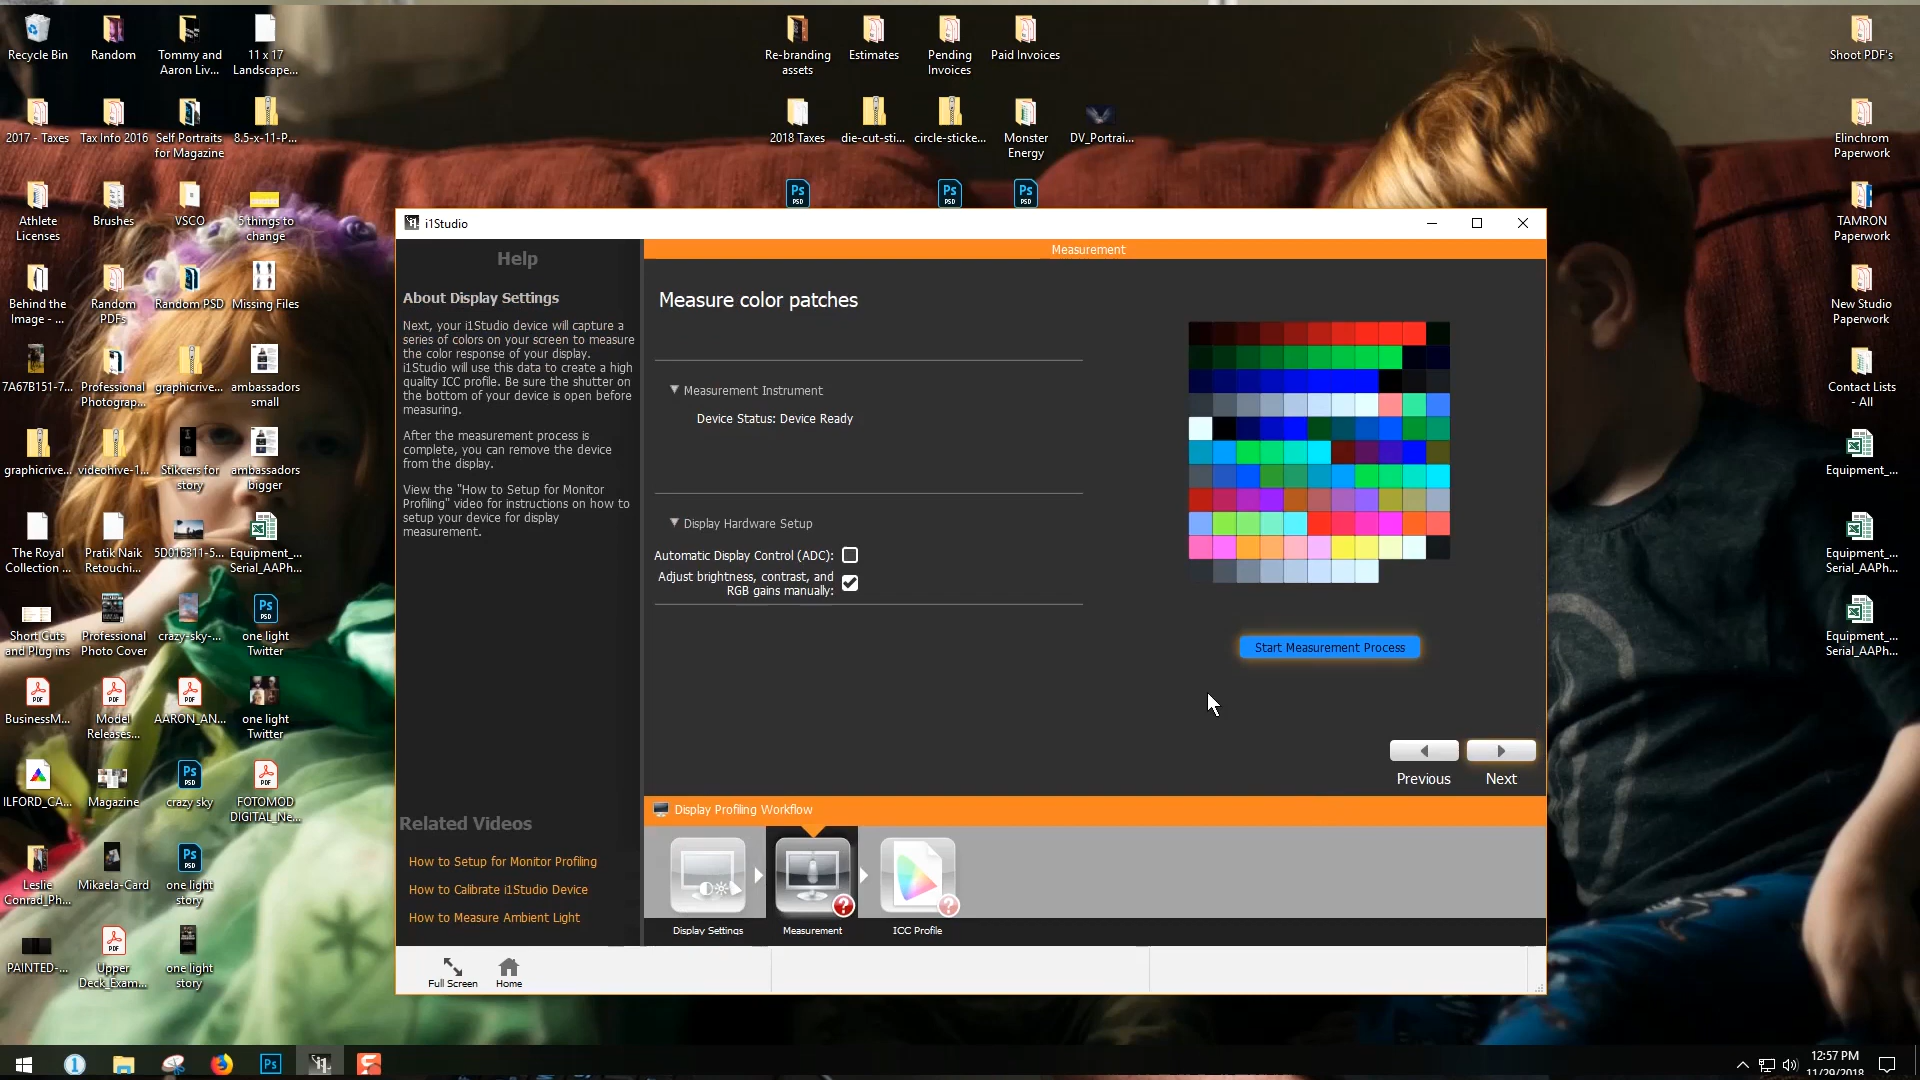 Recycle Bin
Random
Tommy and
Aaron Liv...
11 x 17
Landscape...
Re-branding
assets
Estimates
Pending
Invoices
Paid Invoices
Shoot PDF's
2017 - Taxes
Tax Info 2016
Self Portraits
for Magazine
8.5-x-11-P...
2018 Taxes
die-cut-sti...
circle-sticke...
Monster
Energy
DV_Portrai...
Elinchrom
Paperwork
Athlete
Licenses
Brushes
VSCO
5 things to
change
TAMRON
Paperwork
Behind the
Image - ...
Random
PDFs
Random PSD
Missing Files
New Studio
Paperwork
7A67B151-7...
Professional
Photograp...
graphicrive...
ambassadors
small
Contact Lists
- All
graphicrive...
videohive-1...
Stikcers for
story
ambassadors
bigger
Equipment_...
The Royal
Collection ...
Pratik Naik
Retouchi...
5D016311-5...
Equipment_...
Serial_AAPh...
Equipment_...
Serial_AAPh...
Short Cuts
and Plug ins
Professional
Photo Cover
crazy-sky-...
one light
Twitter
Equipment_...
Serial_AAPh...
BusinessM...
Model
Releases...
AARON_AN...
one light
Twitter
ILFORD_CA...
Magazine
crazy sky
FOTOMOD
DIGITAL_Ne...
Leslie
Conrad_Ph...
Mikaela-Card
one light
story
PAINTED-...
Upper
Deck_Exam...
one light
story
i1Studio
Help
About Display Settings
Next, your i1Studio device will capture a
series of colors on your screen to measure
the color response of your display.
i1Studio will use this data to create a high
quality ICC profile. Be sure the shutter on
the bottom of your device is open before
measuring.
After the measurement process is
complete, you can remove the device
from the display.
View the "How to Setup for Monitor
Profiling" video for instructions on how to
setup your device for display
measurement.
Related Videos
How to Setup for Monitor Profiling
How to Calibrate i1Studio Device
How to Measure Ambient Light
Measurement
Measure color patches
Measurement Instrument
Device Status: Device Ready
Display Hardware Setup
Automatic Display Control (ADC):
Adjust brightness, contrast, and
RGB gains manually:
Start Measurement Process
Previous
Next
Display Profiling Workflow
Display Settings
Measurement
ICC Profile
Full Screen
Home
12:57 PM
11/29/2018